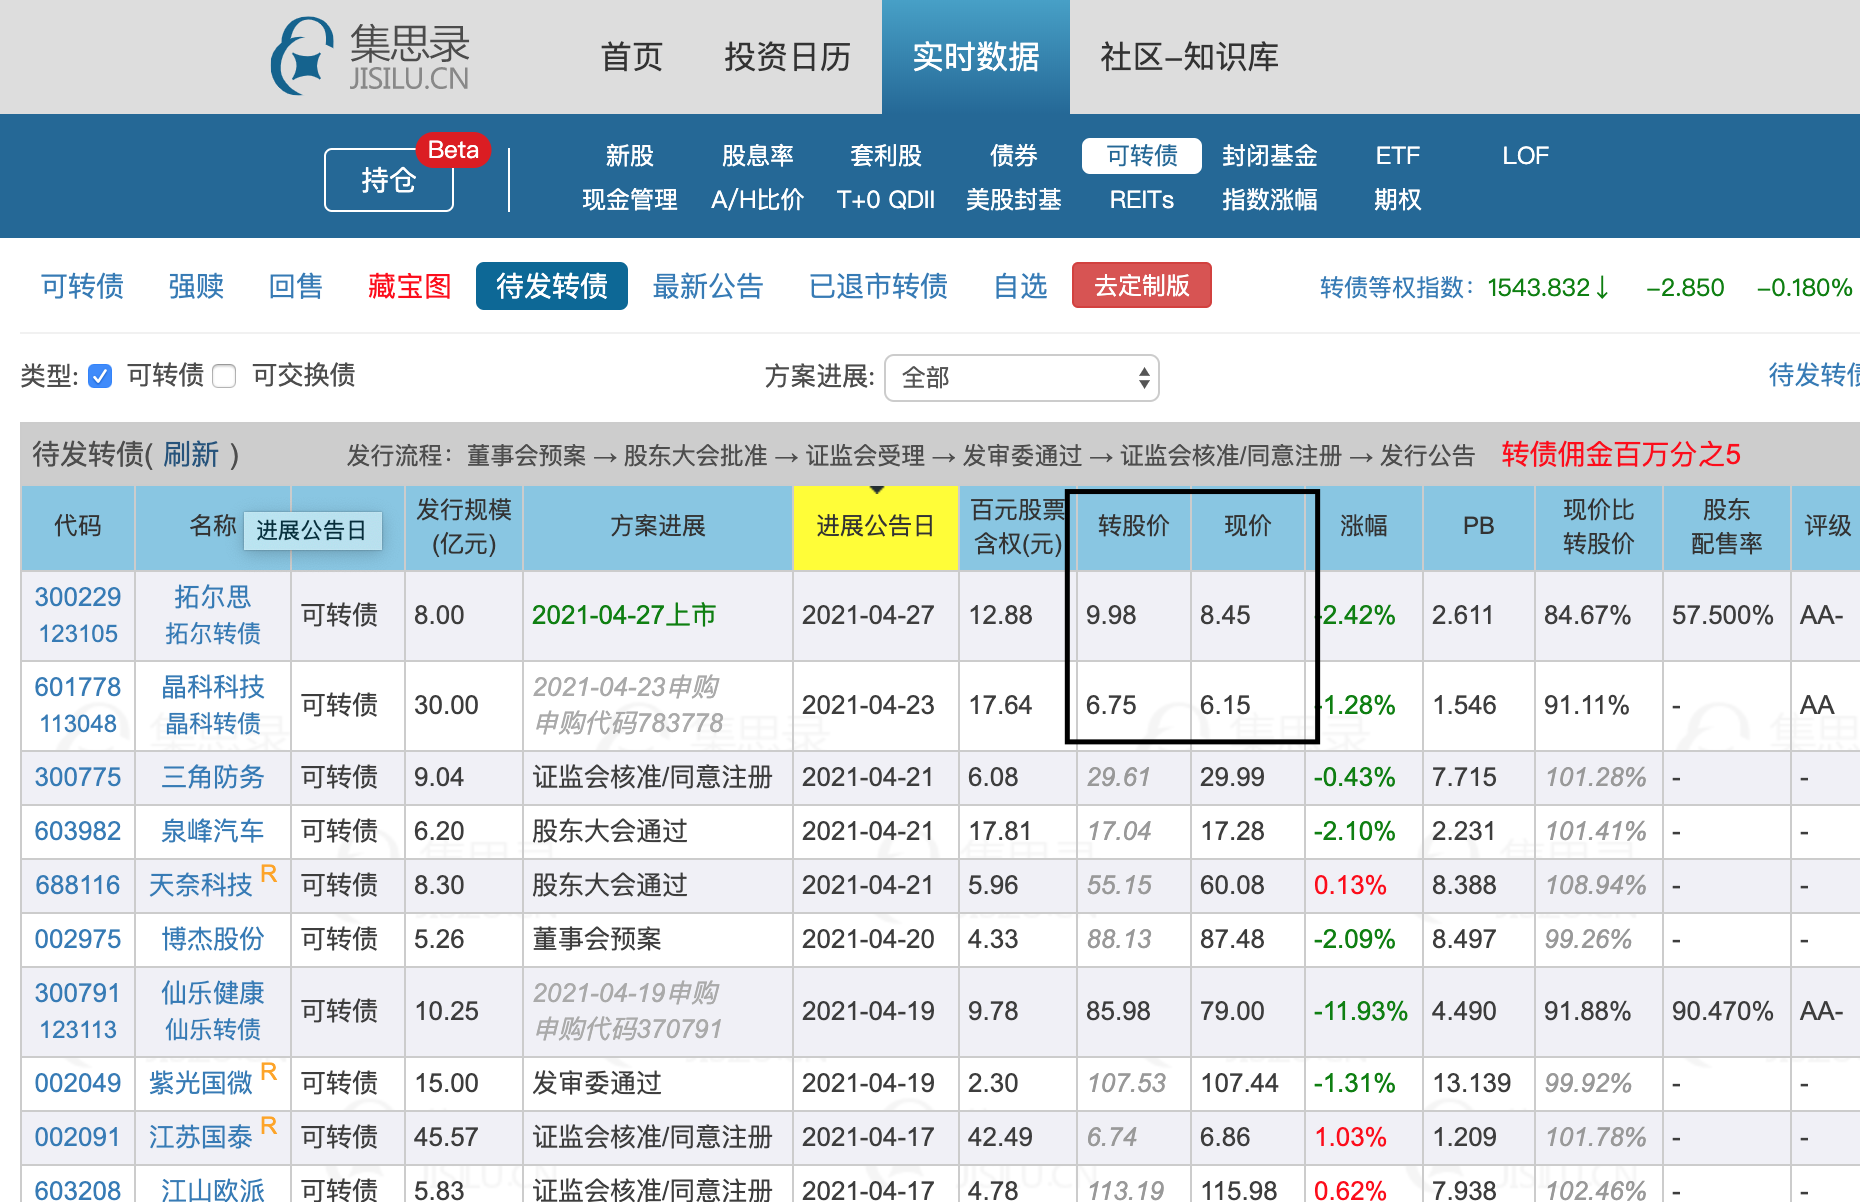 集思录
JISILU.CN
首页 投资日历 实时数据 社区-知识库
持仓 Beta
新股 股息率 套利股 债券 可转债 封闭基金 ETF LOF
现金管理 A/H比价 T+0 QDII 美股封基 REITs 指数涨幅 期权
可转债 强赎 回售 藏宝图 待发转债 最新公告 已退市转债 自选 去定制版 转债等权指数: 1543.832↓ -2.850 -0.180%
类型: 可转债 可交换债 方案进展: 全部 待发转债
待发转债( 刷新 ) 发行流程: 董事会预案 → 股东大会批准 → 证监会受理 → 发审委通过 → 证监会核准/同意注册 → 发行公告 转债佣金百万分之5
代码 名称 进展公告日 发行规模(亿元) 方案进展 进展公告日 百元股票含权(元) 转股价 现价 涨幅 PB 现价比转股价 股东配售率 评级
300229 123105 拓尔思 拓尔转债 可转债 8.00 2021-04-27上市 2021-04-27 12.88 9.98 8.45 -2.42% 2.611 84.67% 57.500% AA-
601778 113048 晶科科技 晶科转债 可转债 30.00 2021-04-23申购 申购代码783778 2021-04-23 17.64 6.75 6.15 -1.28% 1.546 91.11% - AA
300775 三角防务 可转债 9.04 证监会核准/同意注册 2021-04-21 6.08 29.61 29.99 -0.43% 7.715 101.28% - -
603982 泉峰汽车 可转债 6.20 股东大会通过 2021-04-21 17.81 17.04 17.28 -2.10% 2.231 101.41% - -
688116 天奈科技 R 可转债 8.30 股东大会通过 2021-04-21 5.96 55.15 60.08 0.13% 8.388 108.94% - -
002975 博杰股份 可转债 5.26 董事会预案 2021-04-20 4.33 88.13 87.48 -2.09% 8.497 99.26% - -
300791 123113 仙乐健康 仙乐转债 可转债 10.25 2021-04-19申购 申购代码370791 2021-04-19 9.78 85.98 79.00 -11.93% 4.490 91.88% 90.470% AA-
002049 紫光国微 R 可转债 15.00 发审委通过 2021-04-19 2.30 107.53 107.44 -1.31% 13.139 99.92% - -
002091 江苏国泰 R 可转债 45.57 证监会核准/同意注册 2021-04-17 42.49 6.74 6.86 1.03% 1.209 101.78% - -
603208 江山欧派 可转债 5.83 证监会核准/同意注册 2021-04-17 4.78 113.19 115.98 0.62% 7.938 102.46% - -